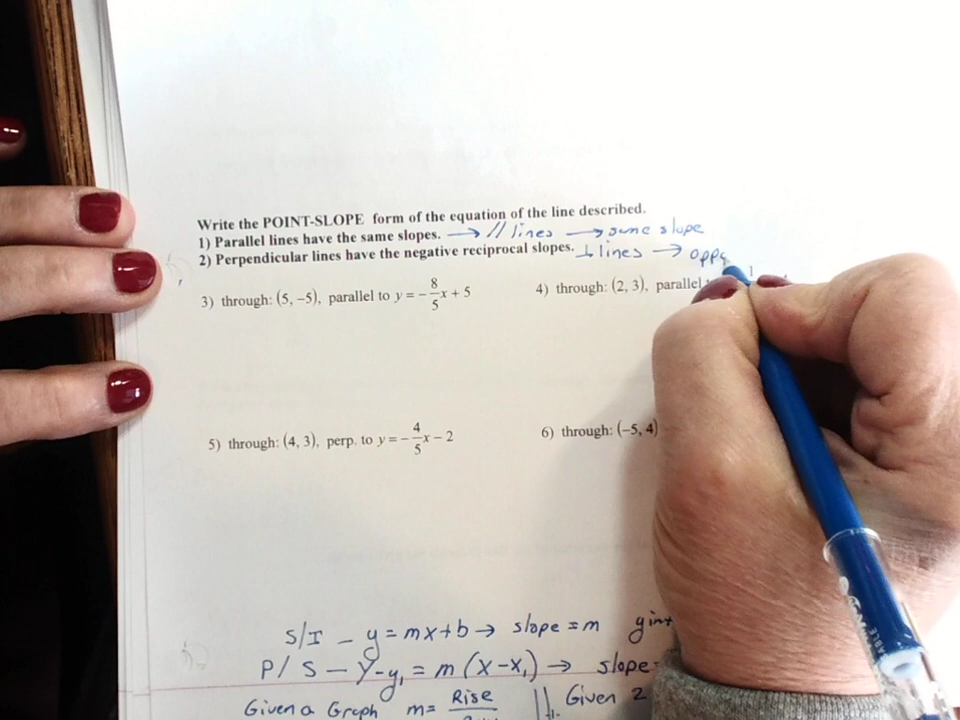 Write the POINT-SLOPE form of the equation of the line described.
1) Parallel lines have the same slopes. → // lines → same slope
2) Perpendicular lines have the negative reciprocal slopes. ⊥ lines → oppo
3) through: (5, −5), parallel to y = −8/5x + 5
4) through: (2, 3), parallel
5) through: (4, 3), perp. to y = −4/5x − 2
6) through: (−5, 4)
S/I – y = mx + b → slope = m y int
P/S – y - y₁ = m (x - x₁) → slope =
Given a Graph m = Rise || Given 2